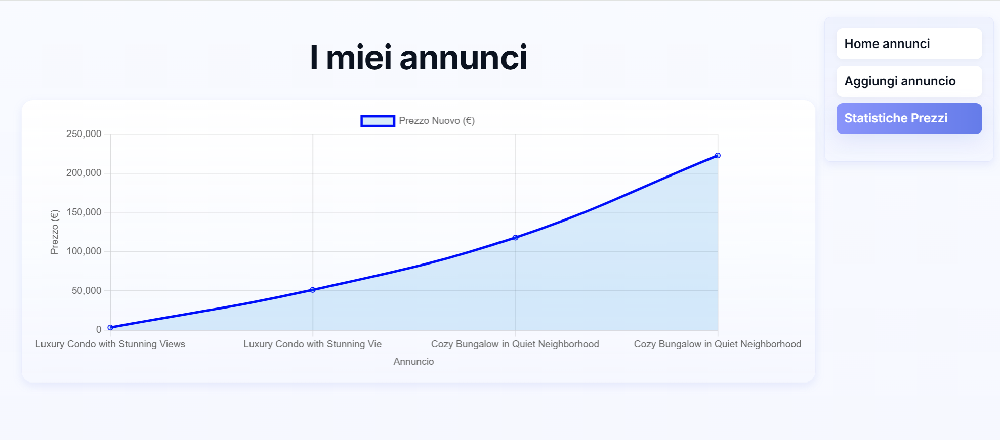 I miei annunci
Home annunci
Aggiungi annuncio
Statistiche Prezzi
Prezzo Nuovo (€)
250,000
200,000
150,000
100,000
50,000
0
Prezzo (€)
Luxury Condo with Stunning Views
Luxury Condo with Stunning Vie
Cozy Bungalow in Quiet Neighborhood
Cozy Bungalow in Quiet Neighborhood
Annuncio